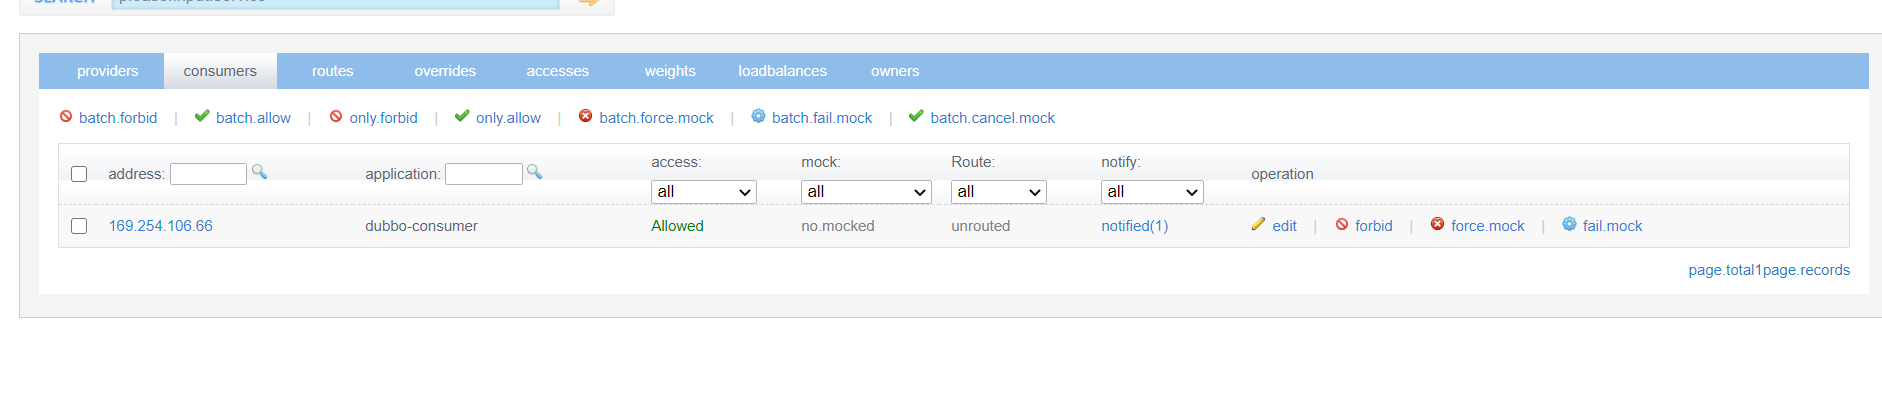 providers consumers routes overrides accesses weights loadbalances owners
batch.forbid | batch.allow | only.forbid | only.allow | batch.force.mock | batch.fail.mock | batch.cancel.mock
address: application: access: all mock: all Route: all notify: all operation
169.254.106.66 dubbo-consumer Allowed no.mocked unrouted notified(1) edit | forbid | force.mock | fail.mock
page.total1page.records